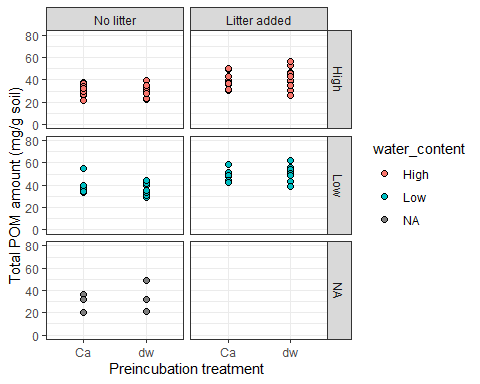 No litter
Litter added
80
60
40
20
0
High
80
60
40
20
0
Low
80
60
40
20
0
NA
Total POM amount (mg/g soil)
Ca
dw
Ca
dw
Preincubation treatment
water_content
High
Low
NA